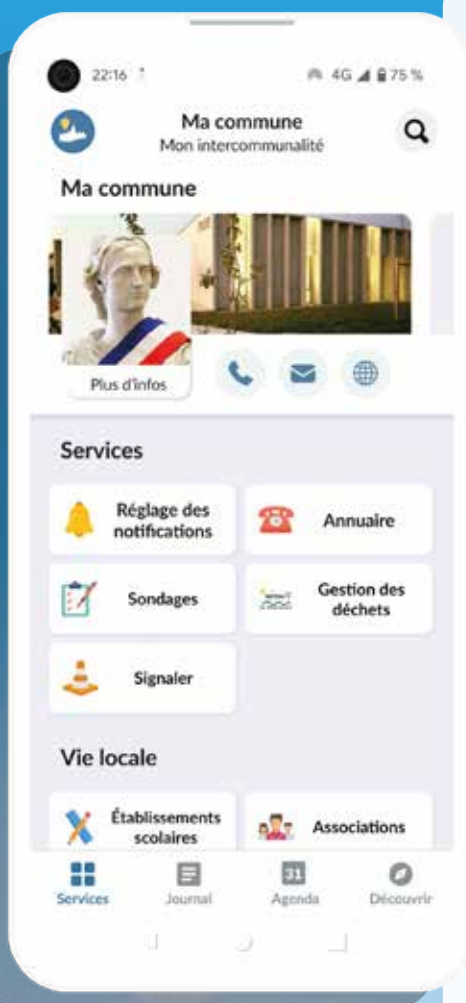 22:16
4G 75 %
Ma commune
Mon intercommunalité
Ma commune
Plus d'infos
Services
Réglage des
notifications
Annuaire
Sondages
Gestion des
déchets
Signaler
Vie locale
Établissements
scolaires
Associations
31
Services
Journal
Agenda
Découvrir